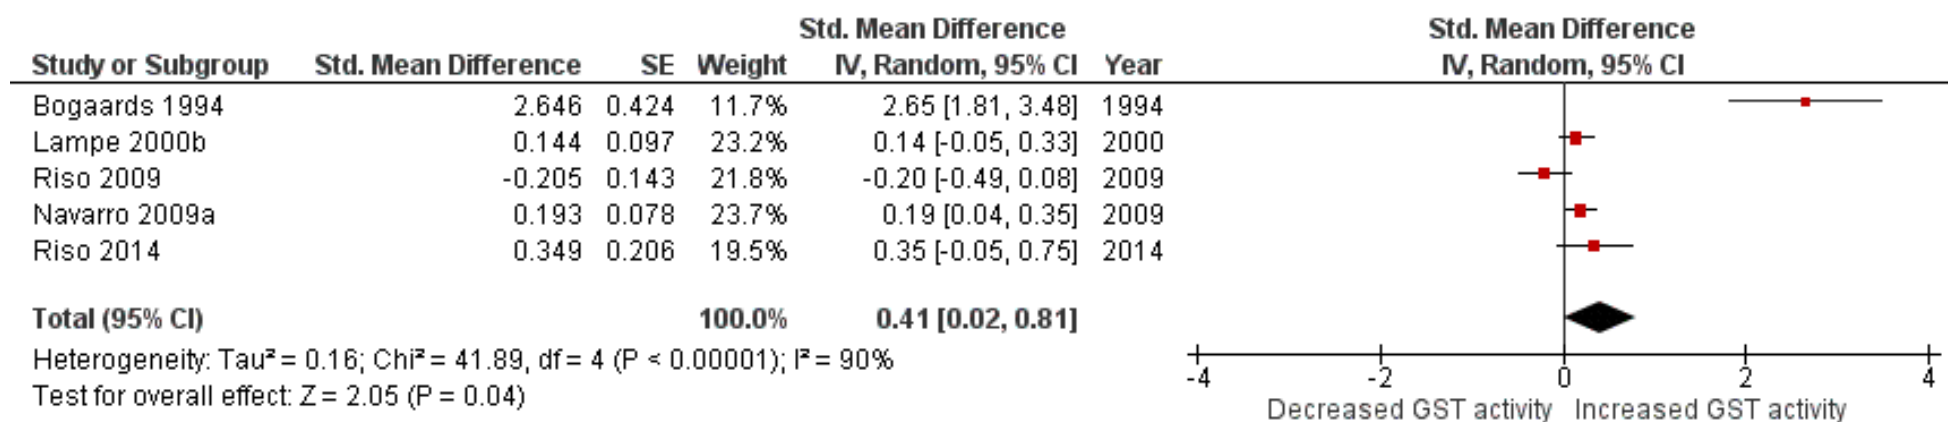 Std. Mean Difference Std. Mean Difference
Study or Subgroup Std. Mean Difference SE Weight IV, Random, 95% CI Year IV, Random, 95% CI
Bogaards 1994 2.646 0.424 11.7% 2.65 [1.81, 3.48] 1994
Lampe 2000b 0.144 0.097 23.2% 0.14 [-0.05, 0.33] 2000
Riso 2009 -0.205 0.143 21.8% -0.20 [-0.49, 0.08] 2009
Navarro 2009a 0.193 0.078 23.7% 0.19 [0.04, 0.35] 2009
Riso 2014 0.349 0.206 19.5% 0.35 [-0.05, 0.75] 2014
Total (95% CI) 100.0% 0.41 [0.02, 0.81]
Heterogeneity: Tau² = 0.16; Chi² = 41.89, df = 4 (P < 0.00001); I² = 90%
Test for overall effect: Z = 2.05 (P = 0.04)
-4 -2 0 2 4
Decreased GST activity Increased GST activity